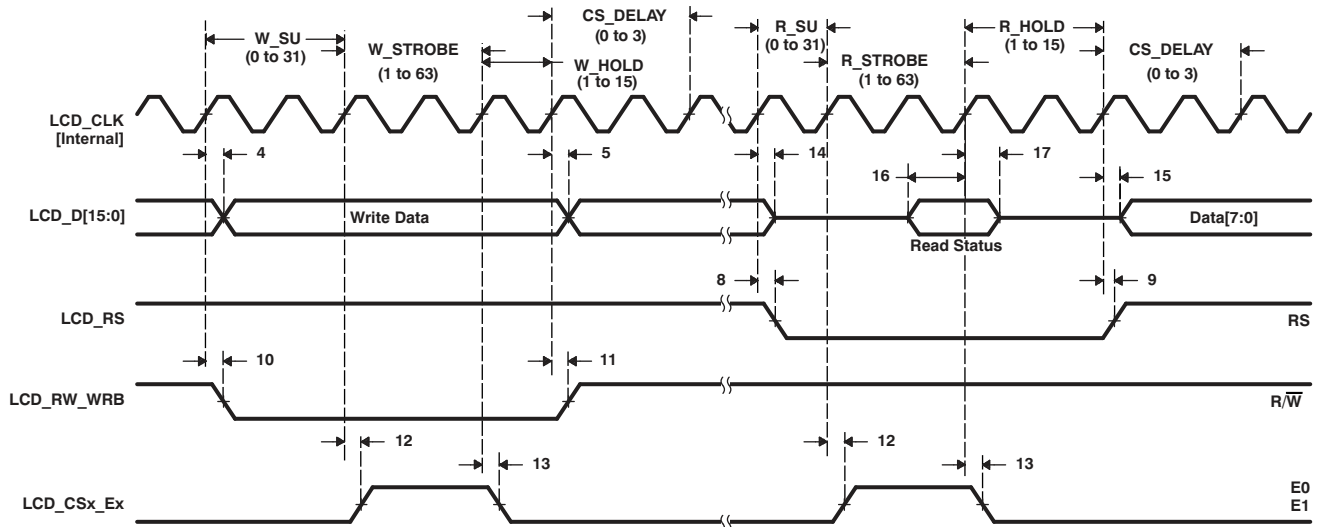 CS_DELAY
(0 to 3)
W_SU
(0 to 31)
W_STROBE
(1 to 63)
W_HOLD
(1 to 15)
R_SU
(0 to 31)
R_STROBE
(1 to 63)
R_HOLD
(1 to 15)
CS_DELAY
(0 to 3)
LCD_CLK
[Internal]
4
5
14
17
16
15
LCD_D[15:0]
Write Data
Read Status
Data[7:0]
8
9
LCD_RS
RS
10
11
LCD_RW_WRB
R/W̅
12
13
12
13
LCD_CSx_Ex
E0
E1